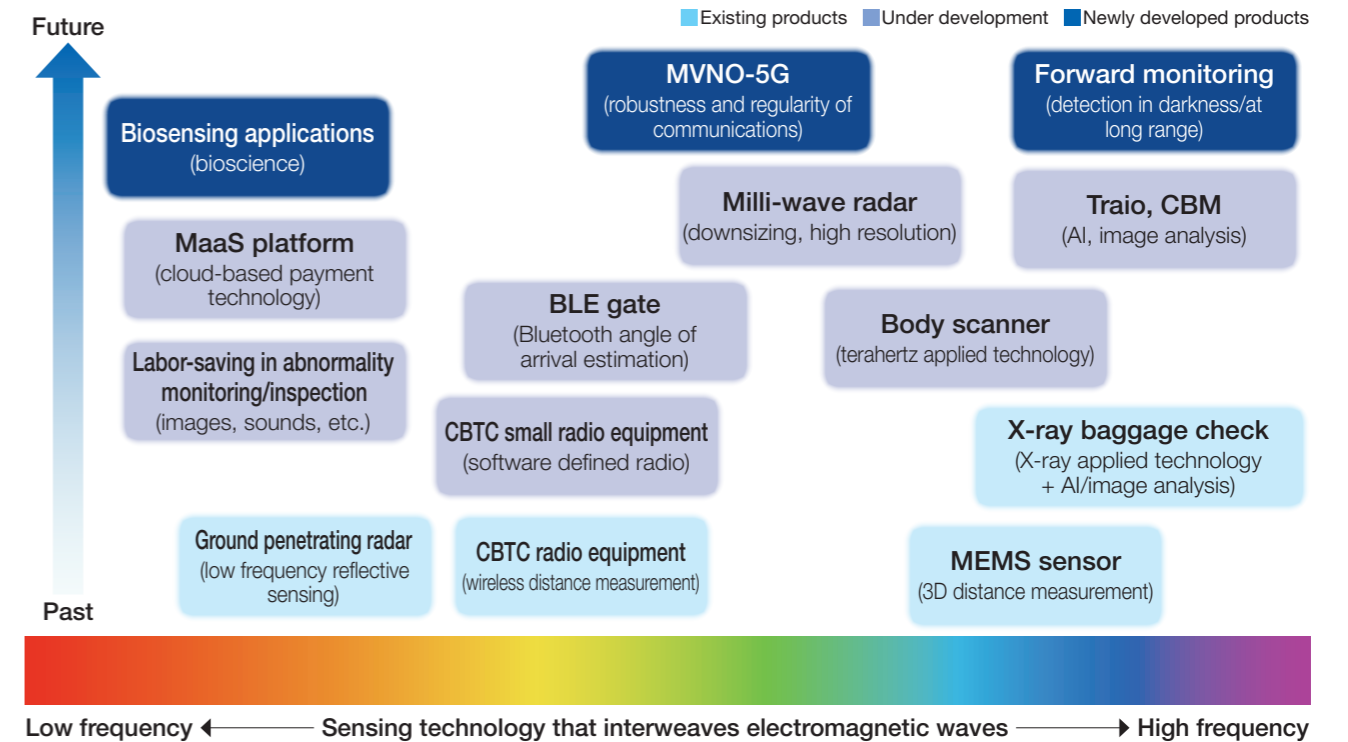 Existing products
Under development
Newly developed products
Future
MVNO-5G
(robustness and regularity of
communications)
Forward monitoring
(detection in darkness/at
long range)
Biosensing applications
(bioscience)
Milli-wave radar
(downsizing, high resolution)
Traio, CBM
(AI, image analysis)
MaaS platform
(cloud-based payment
technology)
BLE gate
(Bluetooth angle of
arrival estimation)
Body scanner
(terahertz applied technology)
Labor-saving in abnormality
monitoring/inspection
(images, sounds, etc.)
CBTC small radio equipment
(software defined radio)
X-ray baggage check
(X-ray applied technology
+ AI/image analysis)
Ground penetrating radar
(low frequency reflective
sensing)
CBTC radio equipment
(wireless distance measurement)
MEMS sensor
(3D distance measurement)
Past
Low frequency
Sensing technology that interweaves electromagnetic waves
High frequency